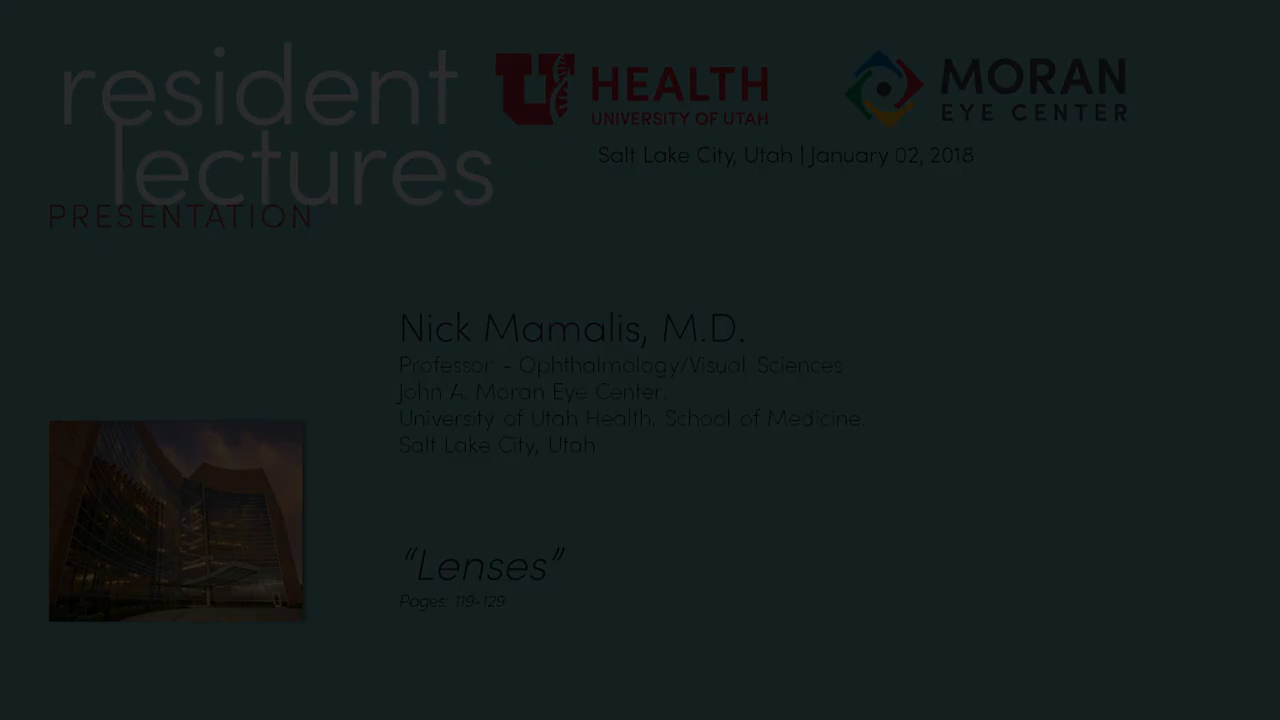 resident
lectures
PRESENTATION
U HEALTH
UNIVERSITY OF UTAH
MORAN
EYE CENTER
Salt Lake City, Utah | January 02, 2018
Nick Mamalis, M.D.
Professor - Ophthalmology/Visual Sciences
John A. Moran Eye Center.
University of Utah Health. School of Medicine.
Salt Lake City, Utah
“Lenses”
Pages: 119-129